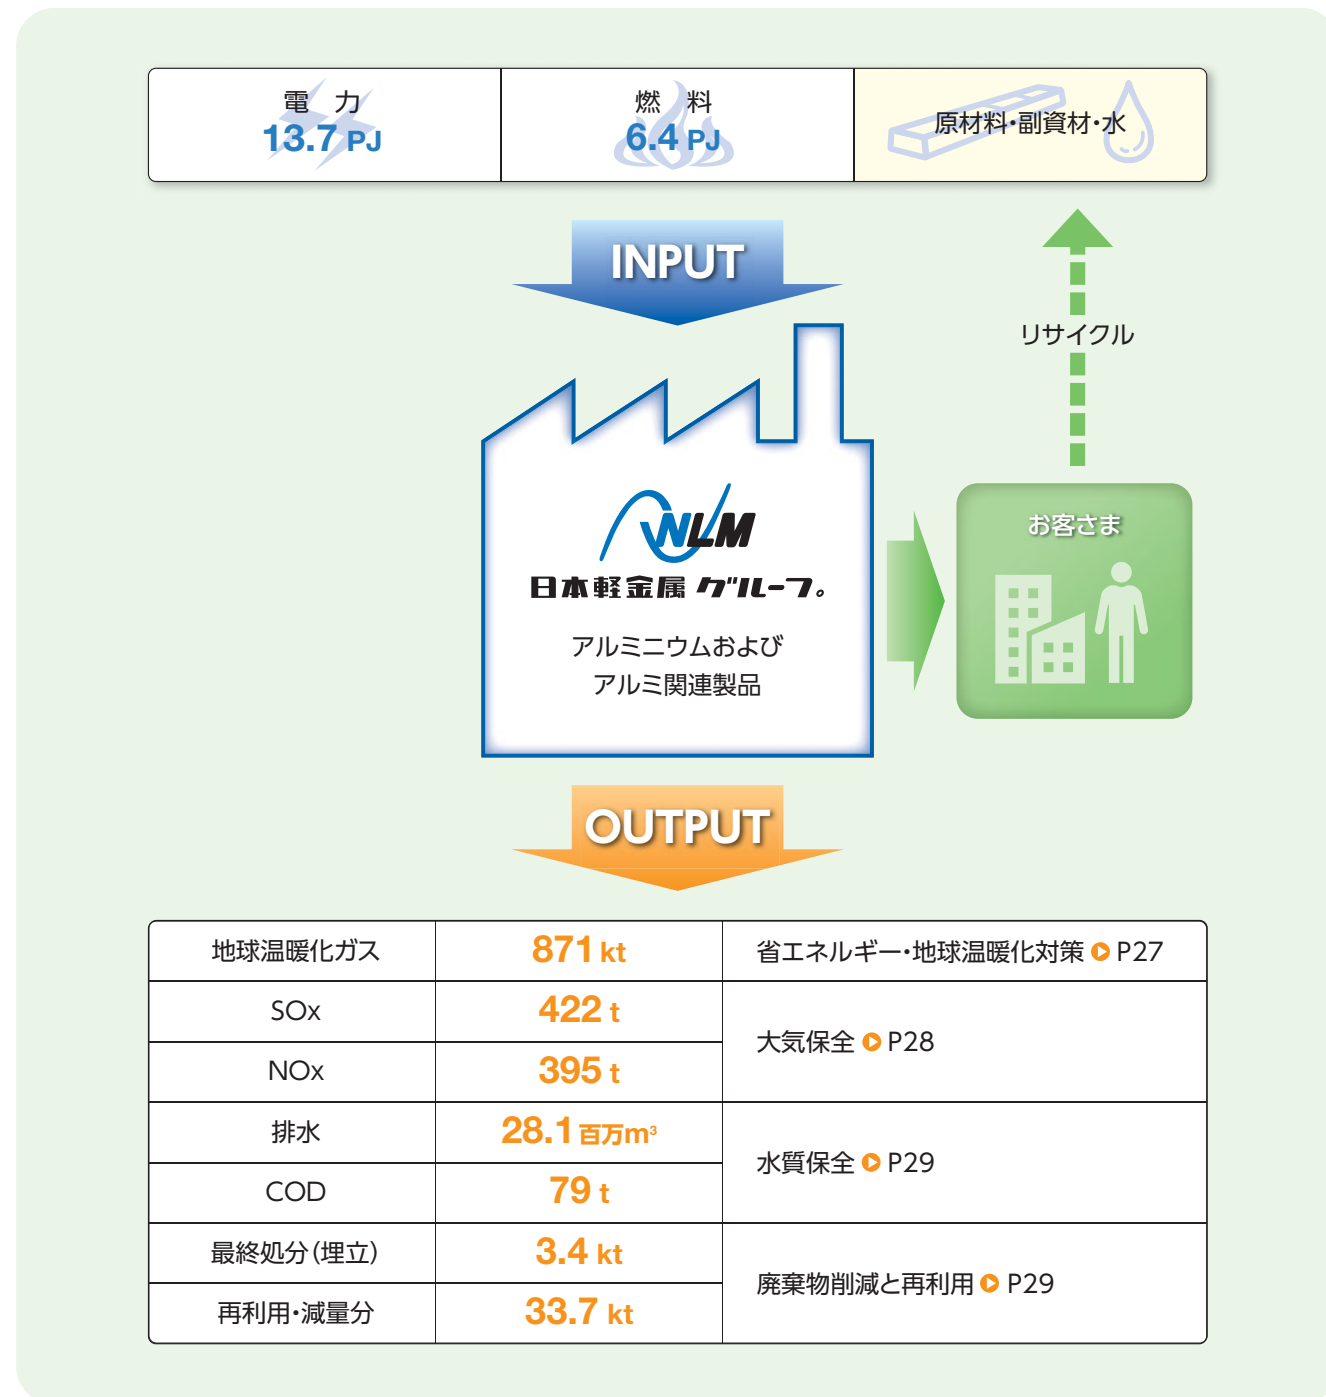 電 力
13.7 PJ
燃 料
6.4 PJ
原材料・副資材・水
INPUT
リサイクル
NLM
日本軽金属グループ。
アルミニウムおよび
アルミ関連製品
お客さま
OUTPUT
地球温暖化ガス 871 kt 省エネルギー・地球温暖化対策 P27
SOx 422 t
大気保全 P28
NOx 395 t
排水 28.1 百万m³
水質保全 P29
COD 79 t
最終処分（埋立） 3.4 kt
廃棄物削減と再利用 P29
再利用・減量分 33.7 kt